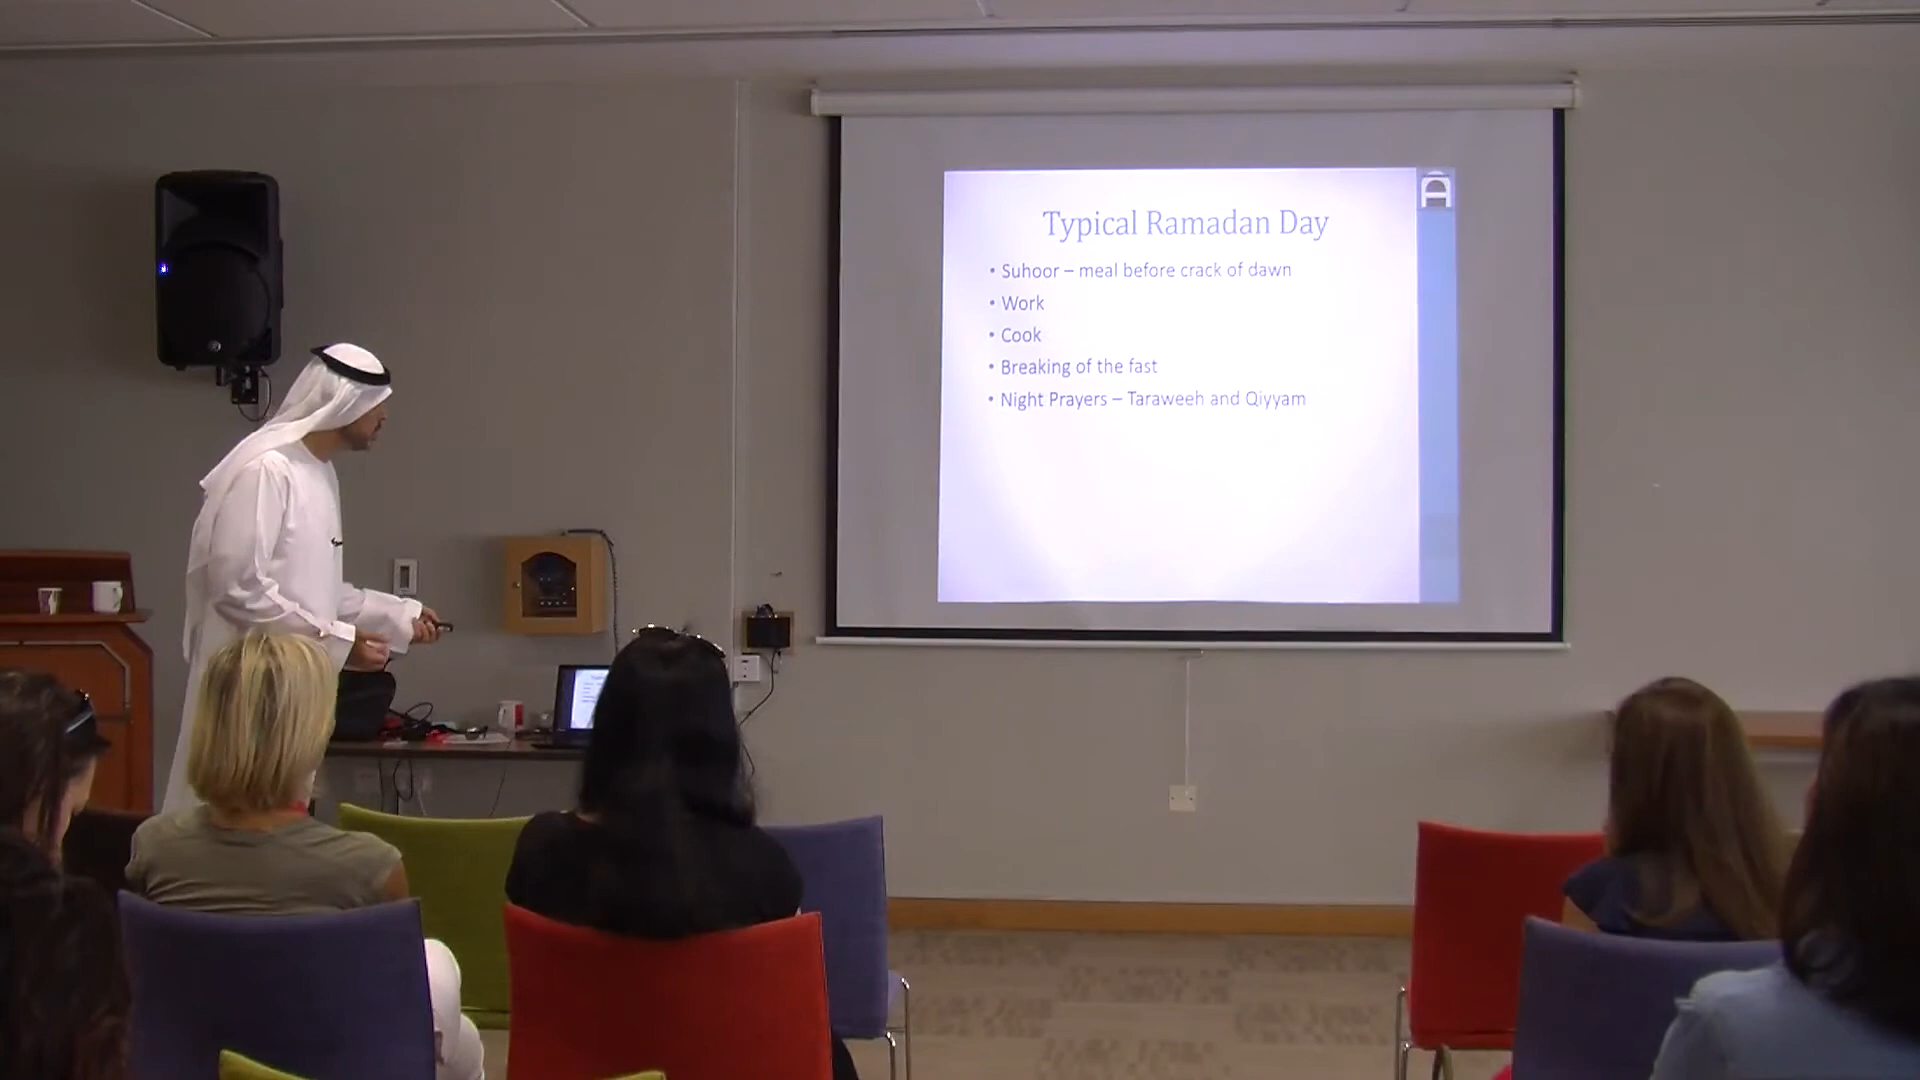 Typical Ramadan Day
• Suhoor – meal before crack of dawn
• Work
• Cook
• Breaking of the fast
• Night Prayers – Taraweeh and Qiyyam